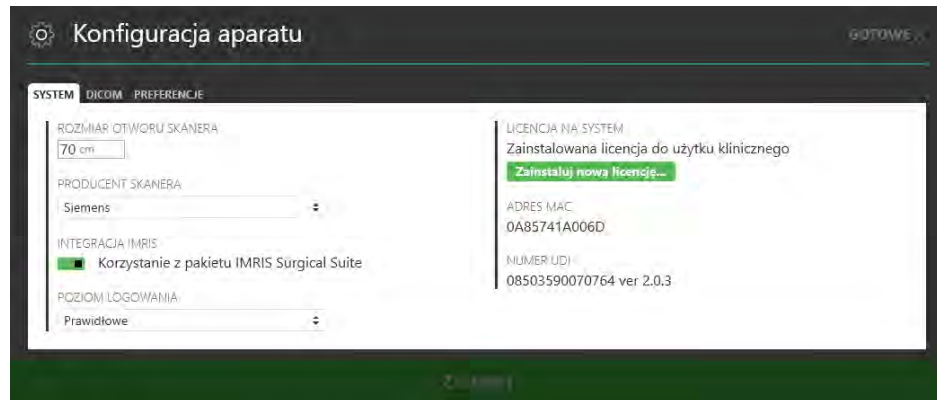 Konfiguracja aparatu
GOTOWE
SYSTEM DICOM PREFERENCJE
ROZMIAR OTWORU SKANERA
70 cm
PRODUCENT SKANERA
Siemens
INTEGRACJA IMRIS
Korzystanie z pakietu IMRIS Surgical Suite
POZIOM LOGOWANIA
Prawidłowe
LICENCJA NA SYSTEM
Zainstalowana licencja do użytku klinicznego
Zainstaluj nową licencję...
ADRES MAC
0A85741A006D
NUMER UDI
08503590070764 ver 2.0.3